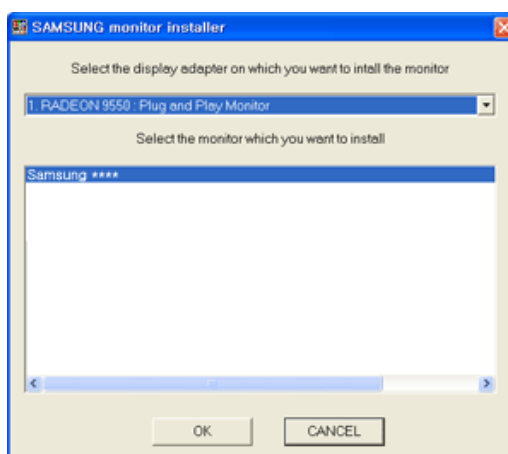 SAMSUNG monitor installer
Select the display adapter on which you want to intall the monitor
1. RADEON 9550 : Plug and Play Monitor
Select the monitor which you want to install
Samsung ****
OK
CANCEL